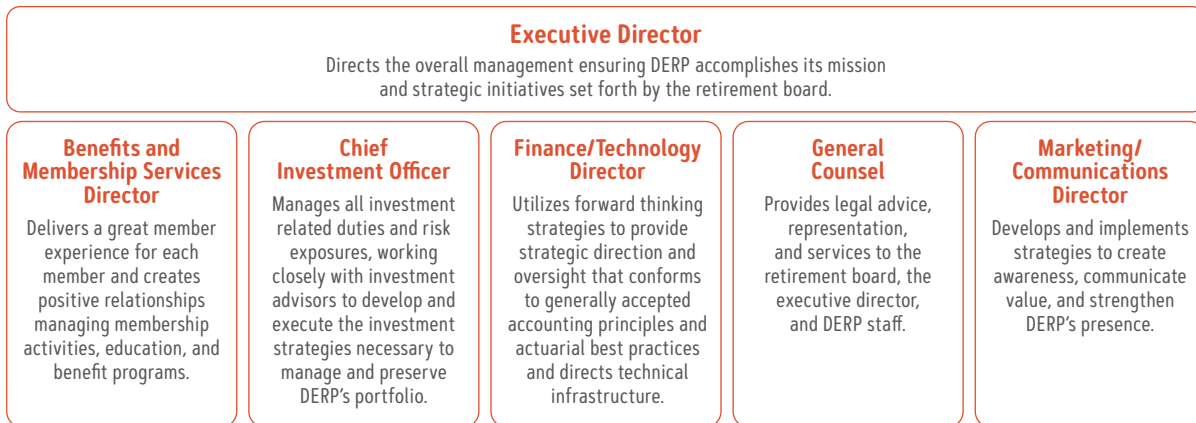 Executive Director
Directs the overall management ensuring DERP accomplishes its mission
and strategic initiatives set forth by the retirement board.
Benefits and
Membership Services
Director
Delivers a great member
experience for each
member and creates
positive relationships
managing membership
activities, education, and
benefit programs.
Chief
Investment Officer
Manages all investment
related duties and risk
exposures, working
closely with investment
advisors to develop and
execute the investment
strategies necessary to
manage and preserve
DERP's portfolio.
Finance/Technology
Director
Utilizes forward thinking
strategies to provide
strategic direction and
oversight that conforms
to generally accepted
accounting principles and
actuarial best practices
and directs technical
infrastructure.
General
Counsel
Provides legal advice,
representation,
and services to the
retirement board, the
executive director,
and DERP staff.
Marketing/
Communications
Director
Develops and implements
strategies to create
awareness, communicate
value, and strengthen
DERP's presence.